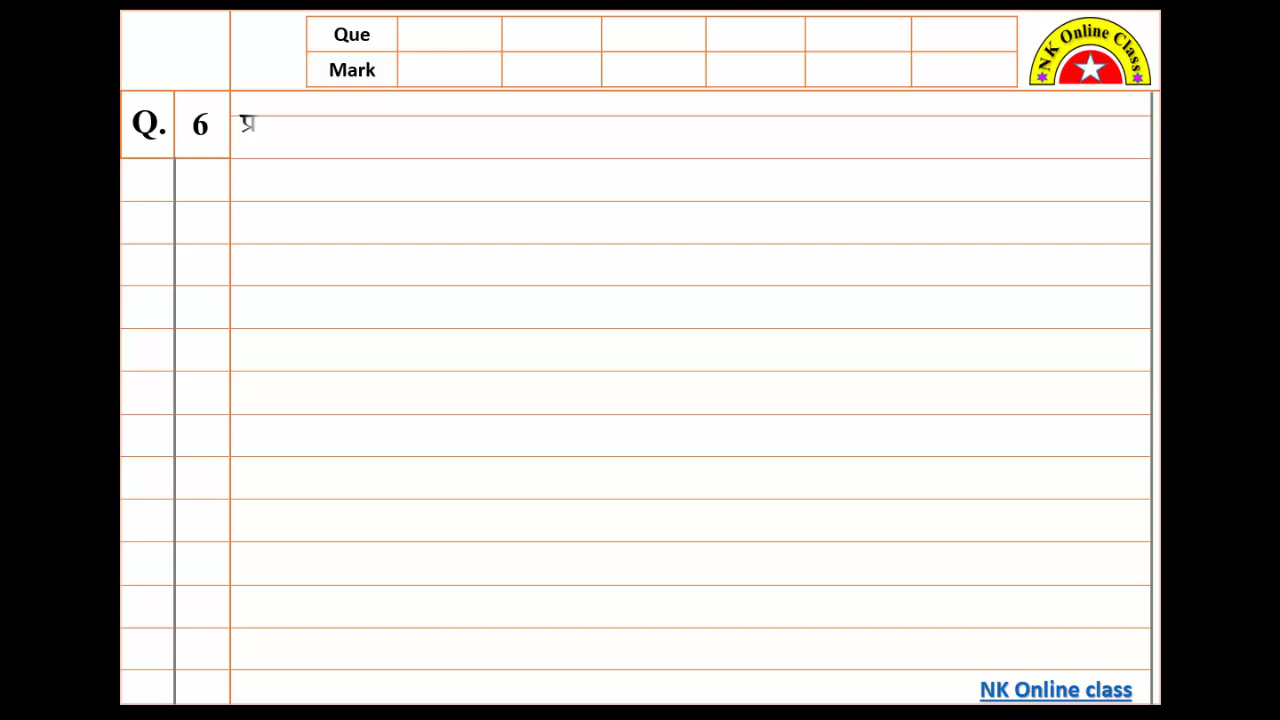 Que
Mark
NK Online Class
Q. 6 प्र
NK Online class